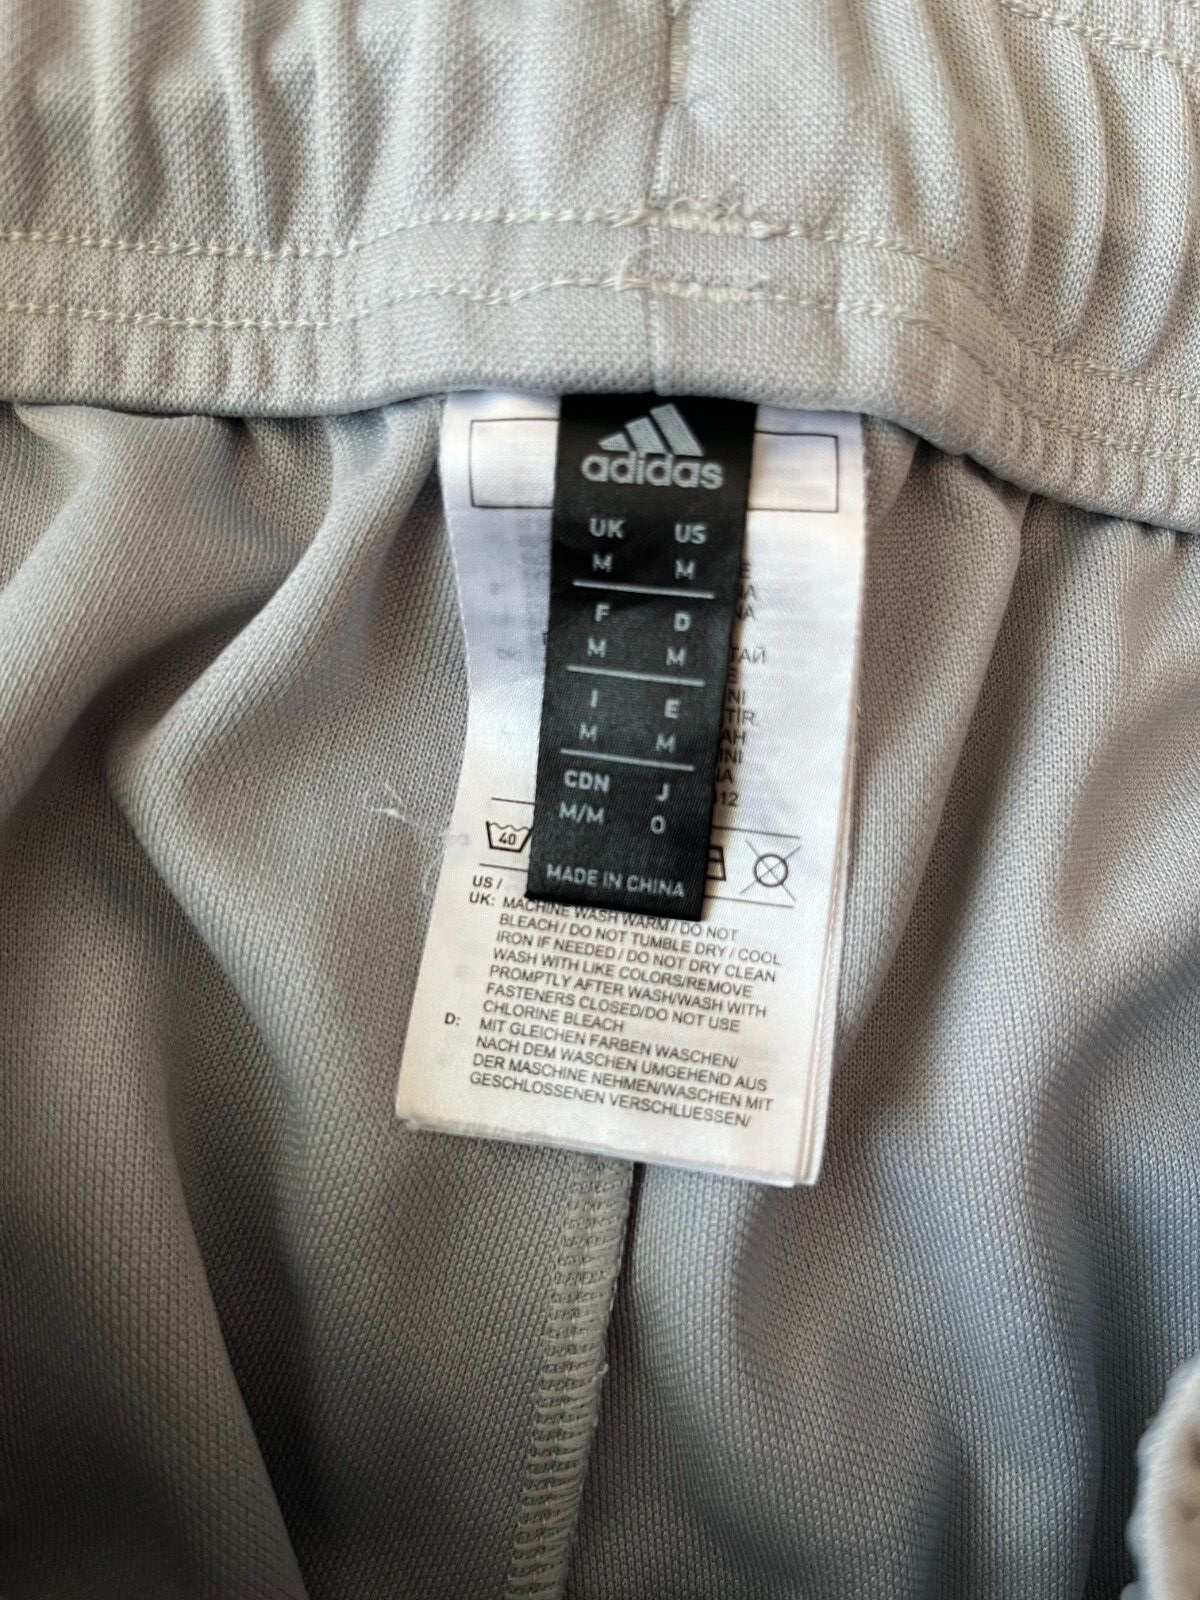 adidas
UK US
M M
F D
M M
I E
M M
CDN J
M/M O
MADE IN CHINA
ТАЙ
TIR.
40
US /
UK: MACHINE WASH WARM / DO NOT
BLEACH / DO NOT TUMBLE DRY / COOL
IRON IF NEEDED / DO NOT DRY CLEAN
WASH WITH LIKE COLORS/REMOVE
PROMPTLY AFTER WASH/WASH WITH
FASTENERS CLOSED/DO NOT USE
CHLORINE BLEACH
D: MIT GLEICHEN FARBEN WASCHEN/
NACH DEM WASCHEN UMGEHEND AUS
DER MASCHINE NEHMEN/WASCHEN MIT
GESCHLOSSENEN VERSCHLUESSEN/